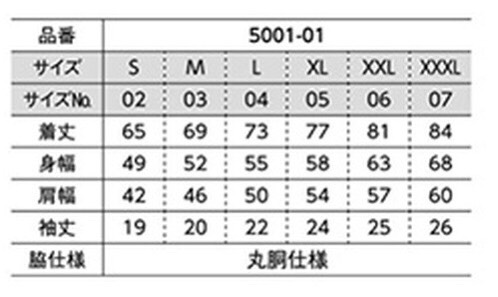 品番 5001-01
サイズ S M L XL XXL XXXL
サイズNo. 02 03 04 05 06 07
着丈 65 69 73 77 81 84
身幅 49 52 55 58 63 68
肩幅 42 46 50 54 57 60
袖丈 19 20 22 24 25 26
脇仕様 丸胴仕様